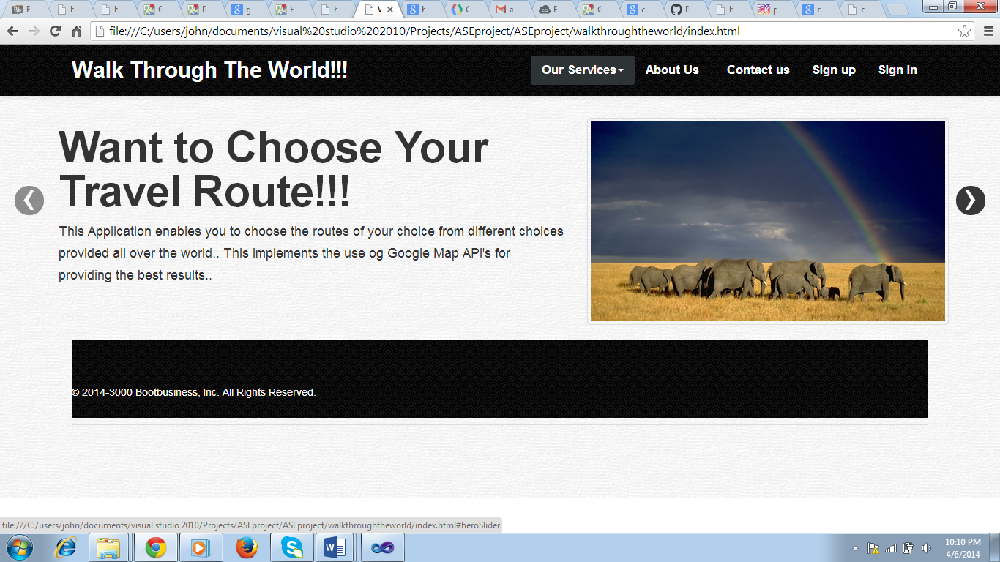 Bb E
file:///C:/users/john/documents/visual%20studio%202010/Projects/ASEproject/ASEproject/walkthroughtheworld/index.html
Walk Through The World!!!
Our Services
About Us
Contact us
Sign up
Sign in
Want to Choose Your
Travel Route!!!
This Application enables you to choose the routes of your choice from different choices
provided all over the world.. This implements the use og Google Map API's for
providing the best results..
© 2014-3000 Bootbusiness, Inc. All Rights Reserved.
file:///C:/users/john/documents/visual studio 2010/Projects/ASEproject/ASEproject/walkthroughtheworld/index.html#heroSlider
10:10 PM
4/6/2014